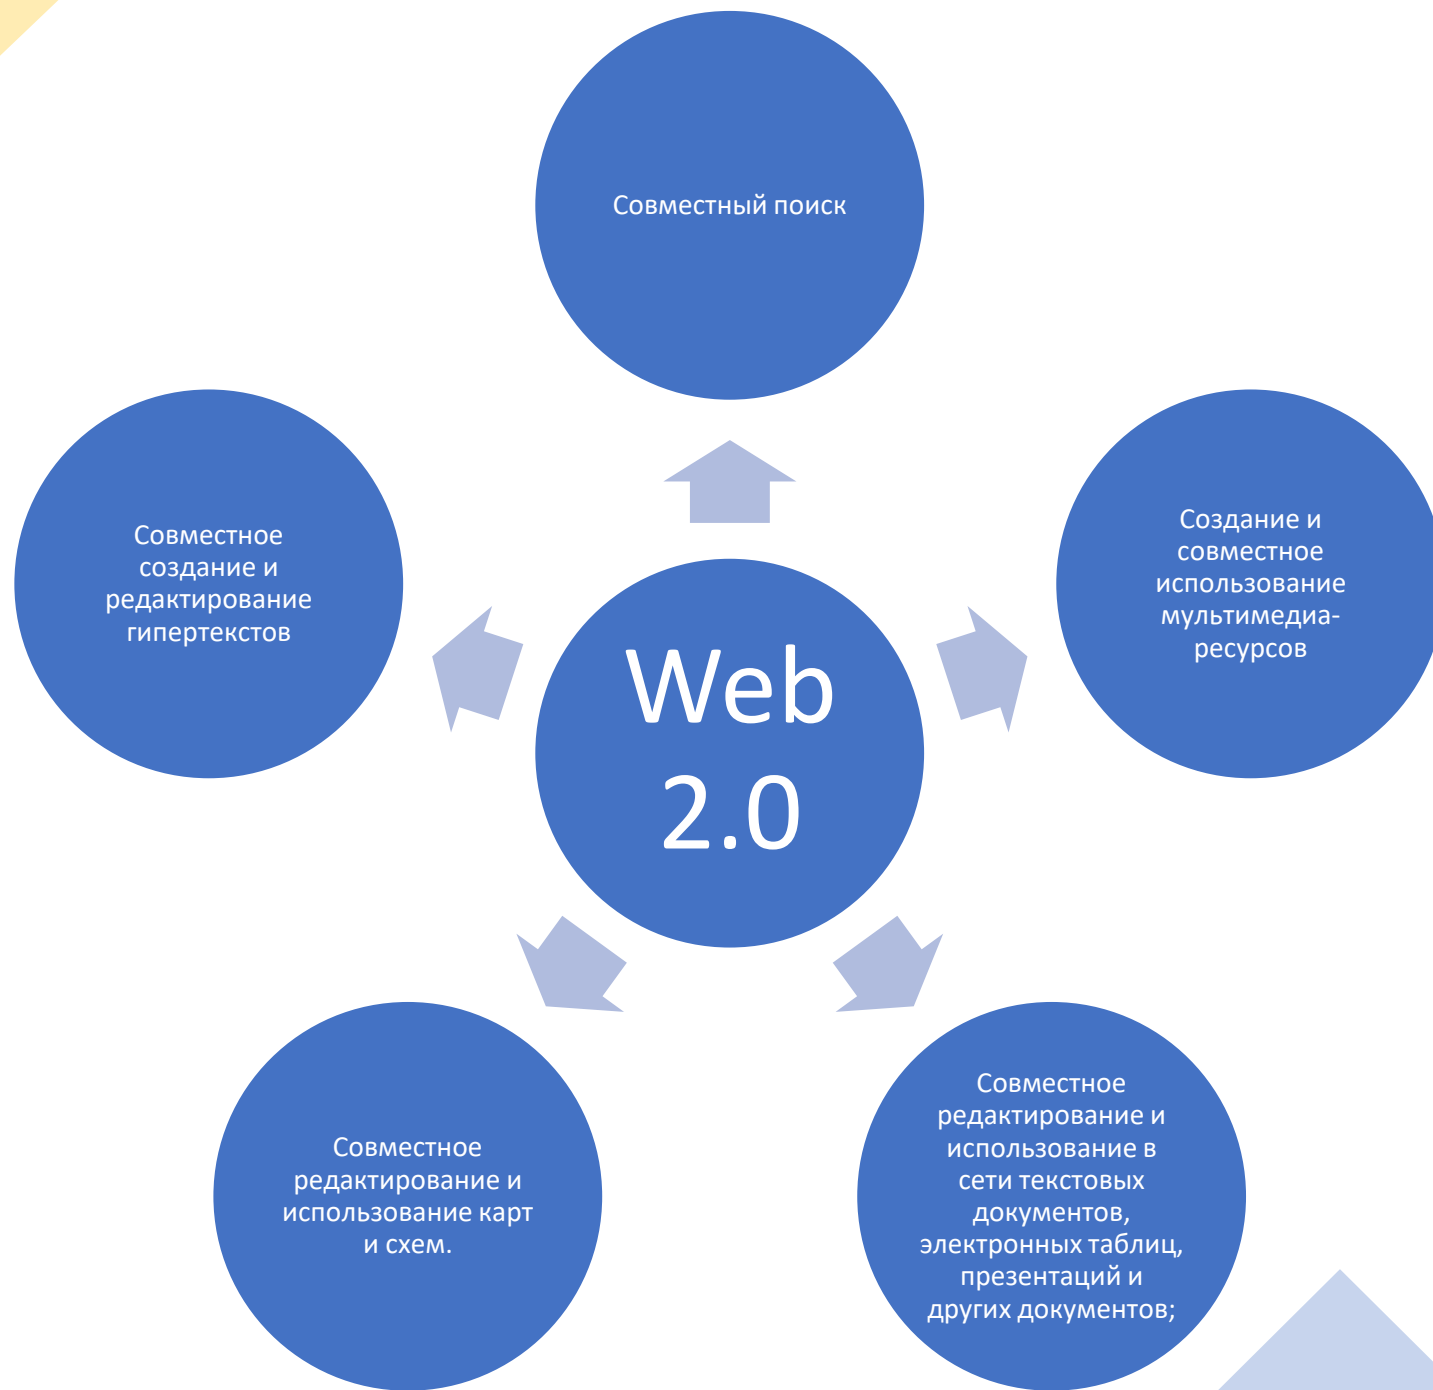 Совместный поиск
Создание и
совместное
использование
мультимедиа-
ресурсов
Совместное
создание и
редактирование
гипертекстов
Web
2.0
Совместное
редактирование и
использование карт
и схем.
Совместное
редактирование и
использование в
сети текстовых
документов,
электронных таблиц,
презентаций и
других документов;